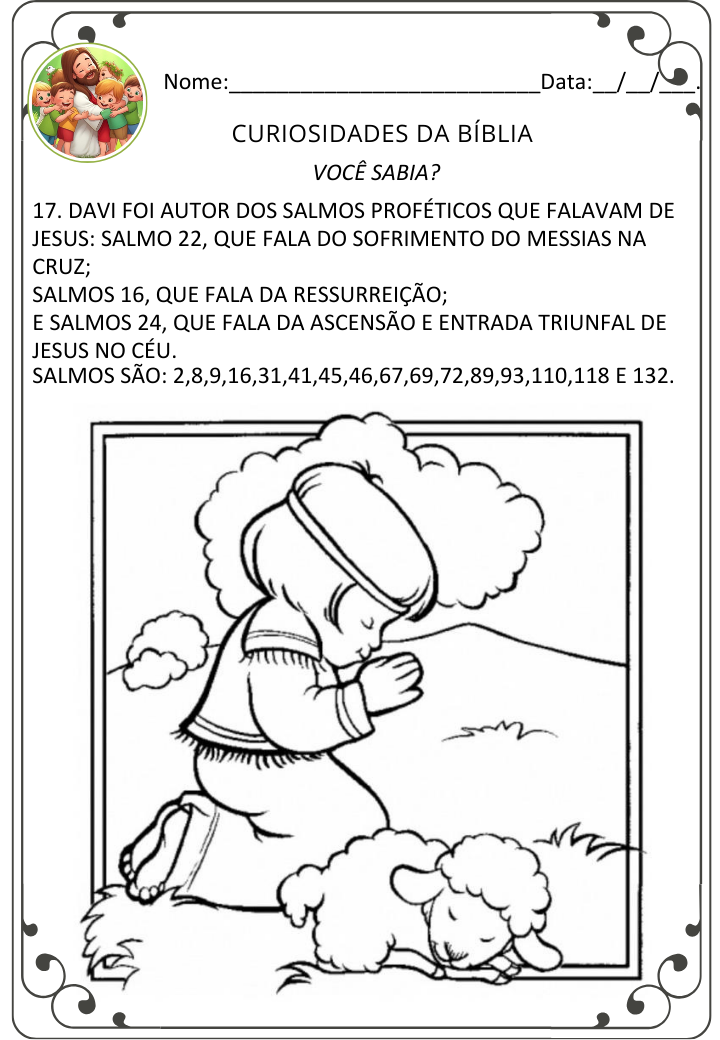 Nome:__________________________Data:__/__/___.
CURIOSIDADES DA BÍBLIA
VOCÊ SABIA?
17. DAVI FOI AUTOR DOS SALMOS PROFÉTICOS QUE FALAVAM DE
JESUS: SALMO 22, QUE FALA DO SOFRIMENTO DO MESSIAS NA
CRUZ;
SALMOS 16, QUE FALA DA RESSURREIÇÃO;
E SALMOS 24, QUE FALA DA ASCENSÃO E ENTRADA TRIUNFAL DE
JESUS NO CÉU.
SALMOS SÃO: 2,8,9,16,31,41,45,46,67,69,72,89,93,110,118 E 132.